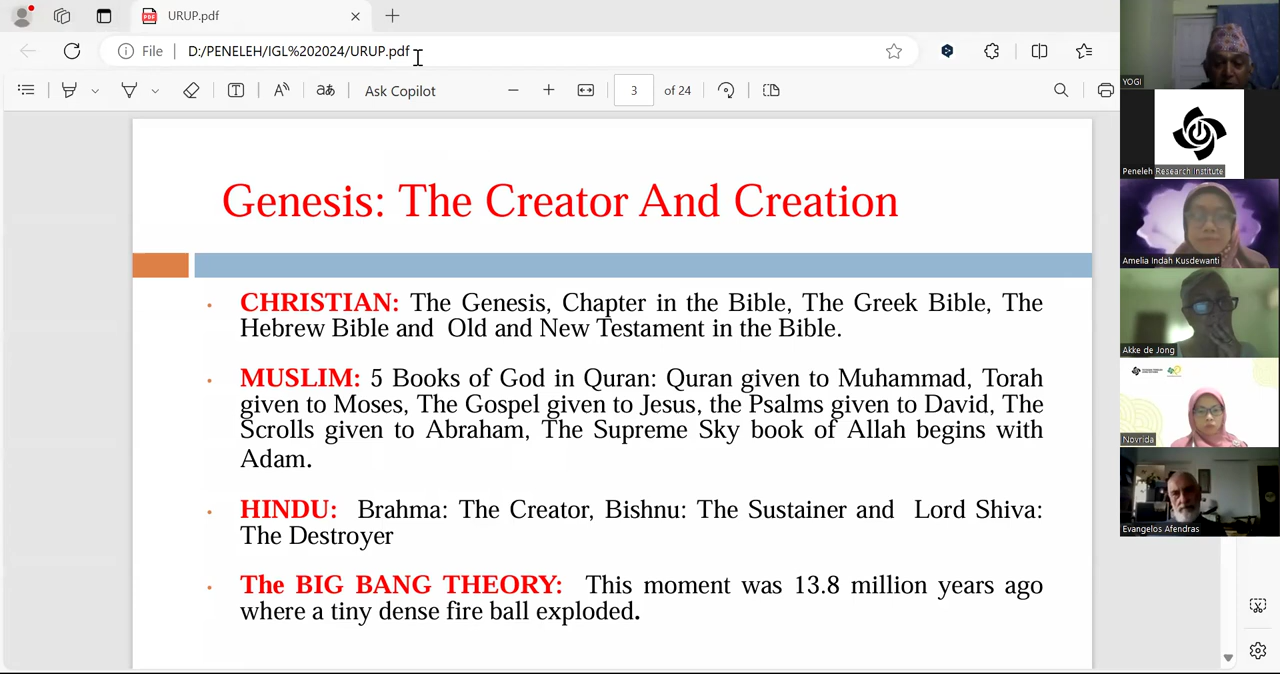 URUP.pdf
File | D:/PENELEH/IGL%202024/URUP.pdf
Ask Copilot
3 of 24
Genesis: The Creator And Creation
• CHRISTIAN: The Genesis, Chapter in the Bible, The Greek Bible, The
Hebrew Bible and Old and New Testament in the Bible.
• MUSLIM: 5 Books of God in Quran: Quran given to Muhammad, Torah
given to Moses, The Gospel given to Jesus, the Psalms given to David, The
Scrolls given to Abraham, The Supreme Sky book of Allah begins with
Adam.
• HINDU: Brahma: The Creator, Bishnu: The Sustainer and Lord Shiva:
The Destroyer
• The BIG BANG THEORY: This moment was 13.8 million years ago
where a tiny dense fire ball exploded.
YOGI
Peneleh Research Institute
Amelia Indah Kusdewanti
Akke de Jong
Novrida
Evangelos Afendras